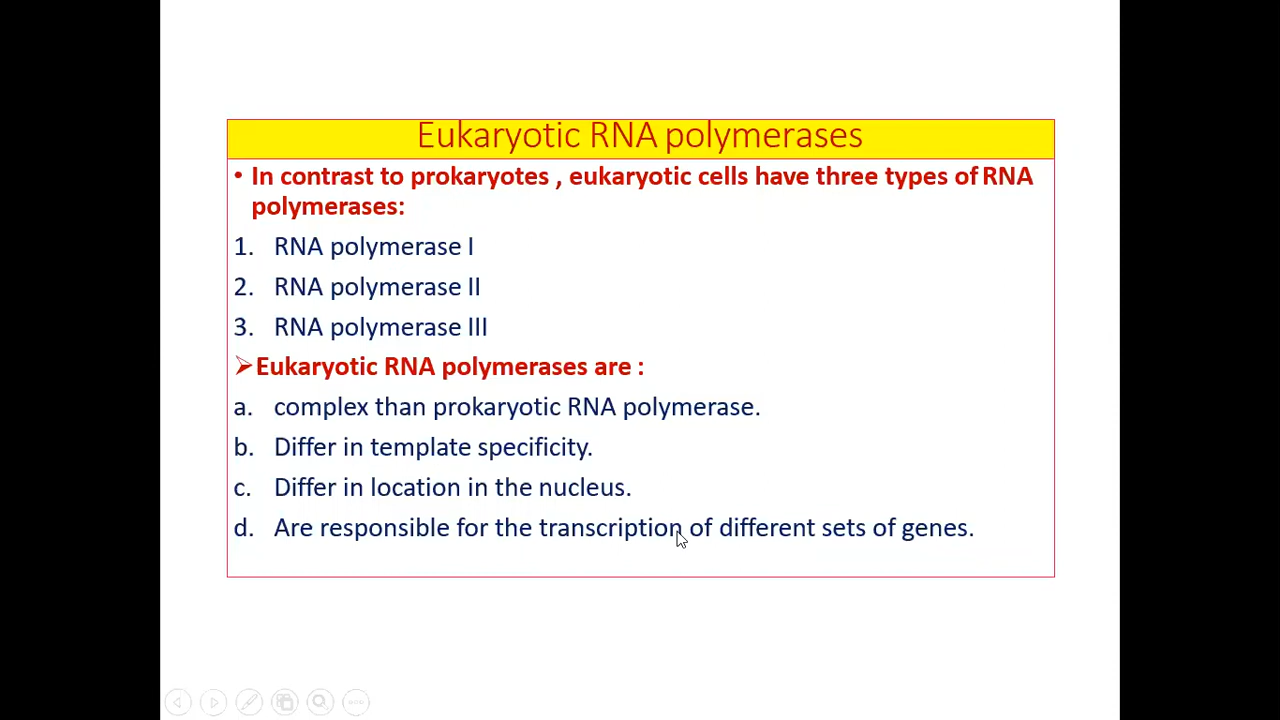 Eukaryotic RNA polymerases
• In contrast to prokaryotes , eukaryotic cells have three types of RNA
polymerases:
1. RNA polymerase I
2. RNA polymerase II
3. RNA polymerase III
➢Eukaryotic RNA polymerases are :
a. complex than prokaryotic RNA polymerase.
b. Differ in template specificity.
c. Differ in location in the nucleus.
d. Are responsible for the transcription of different sets of genes.